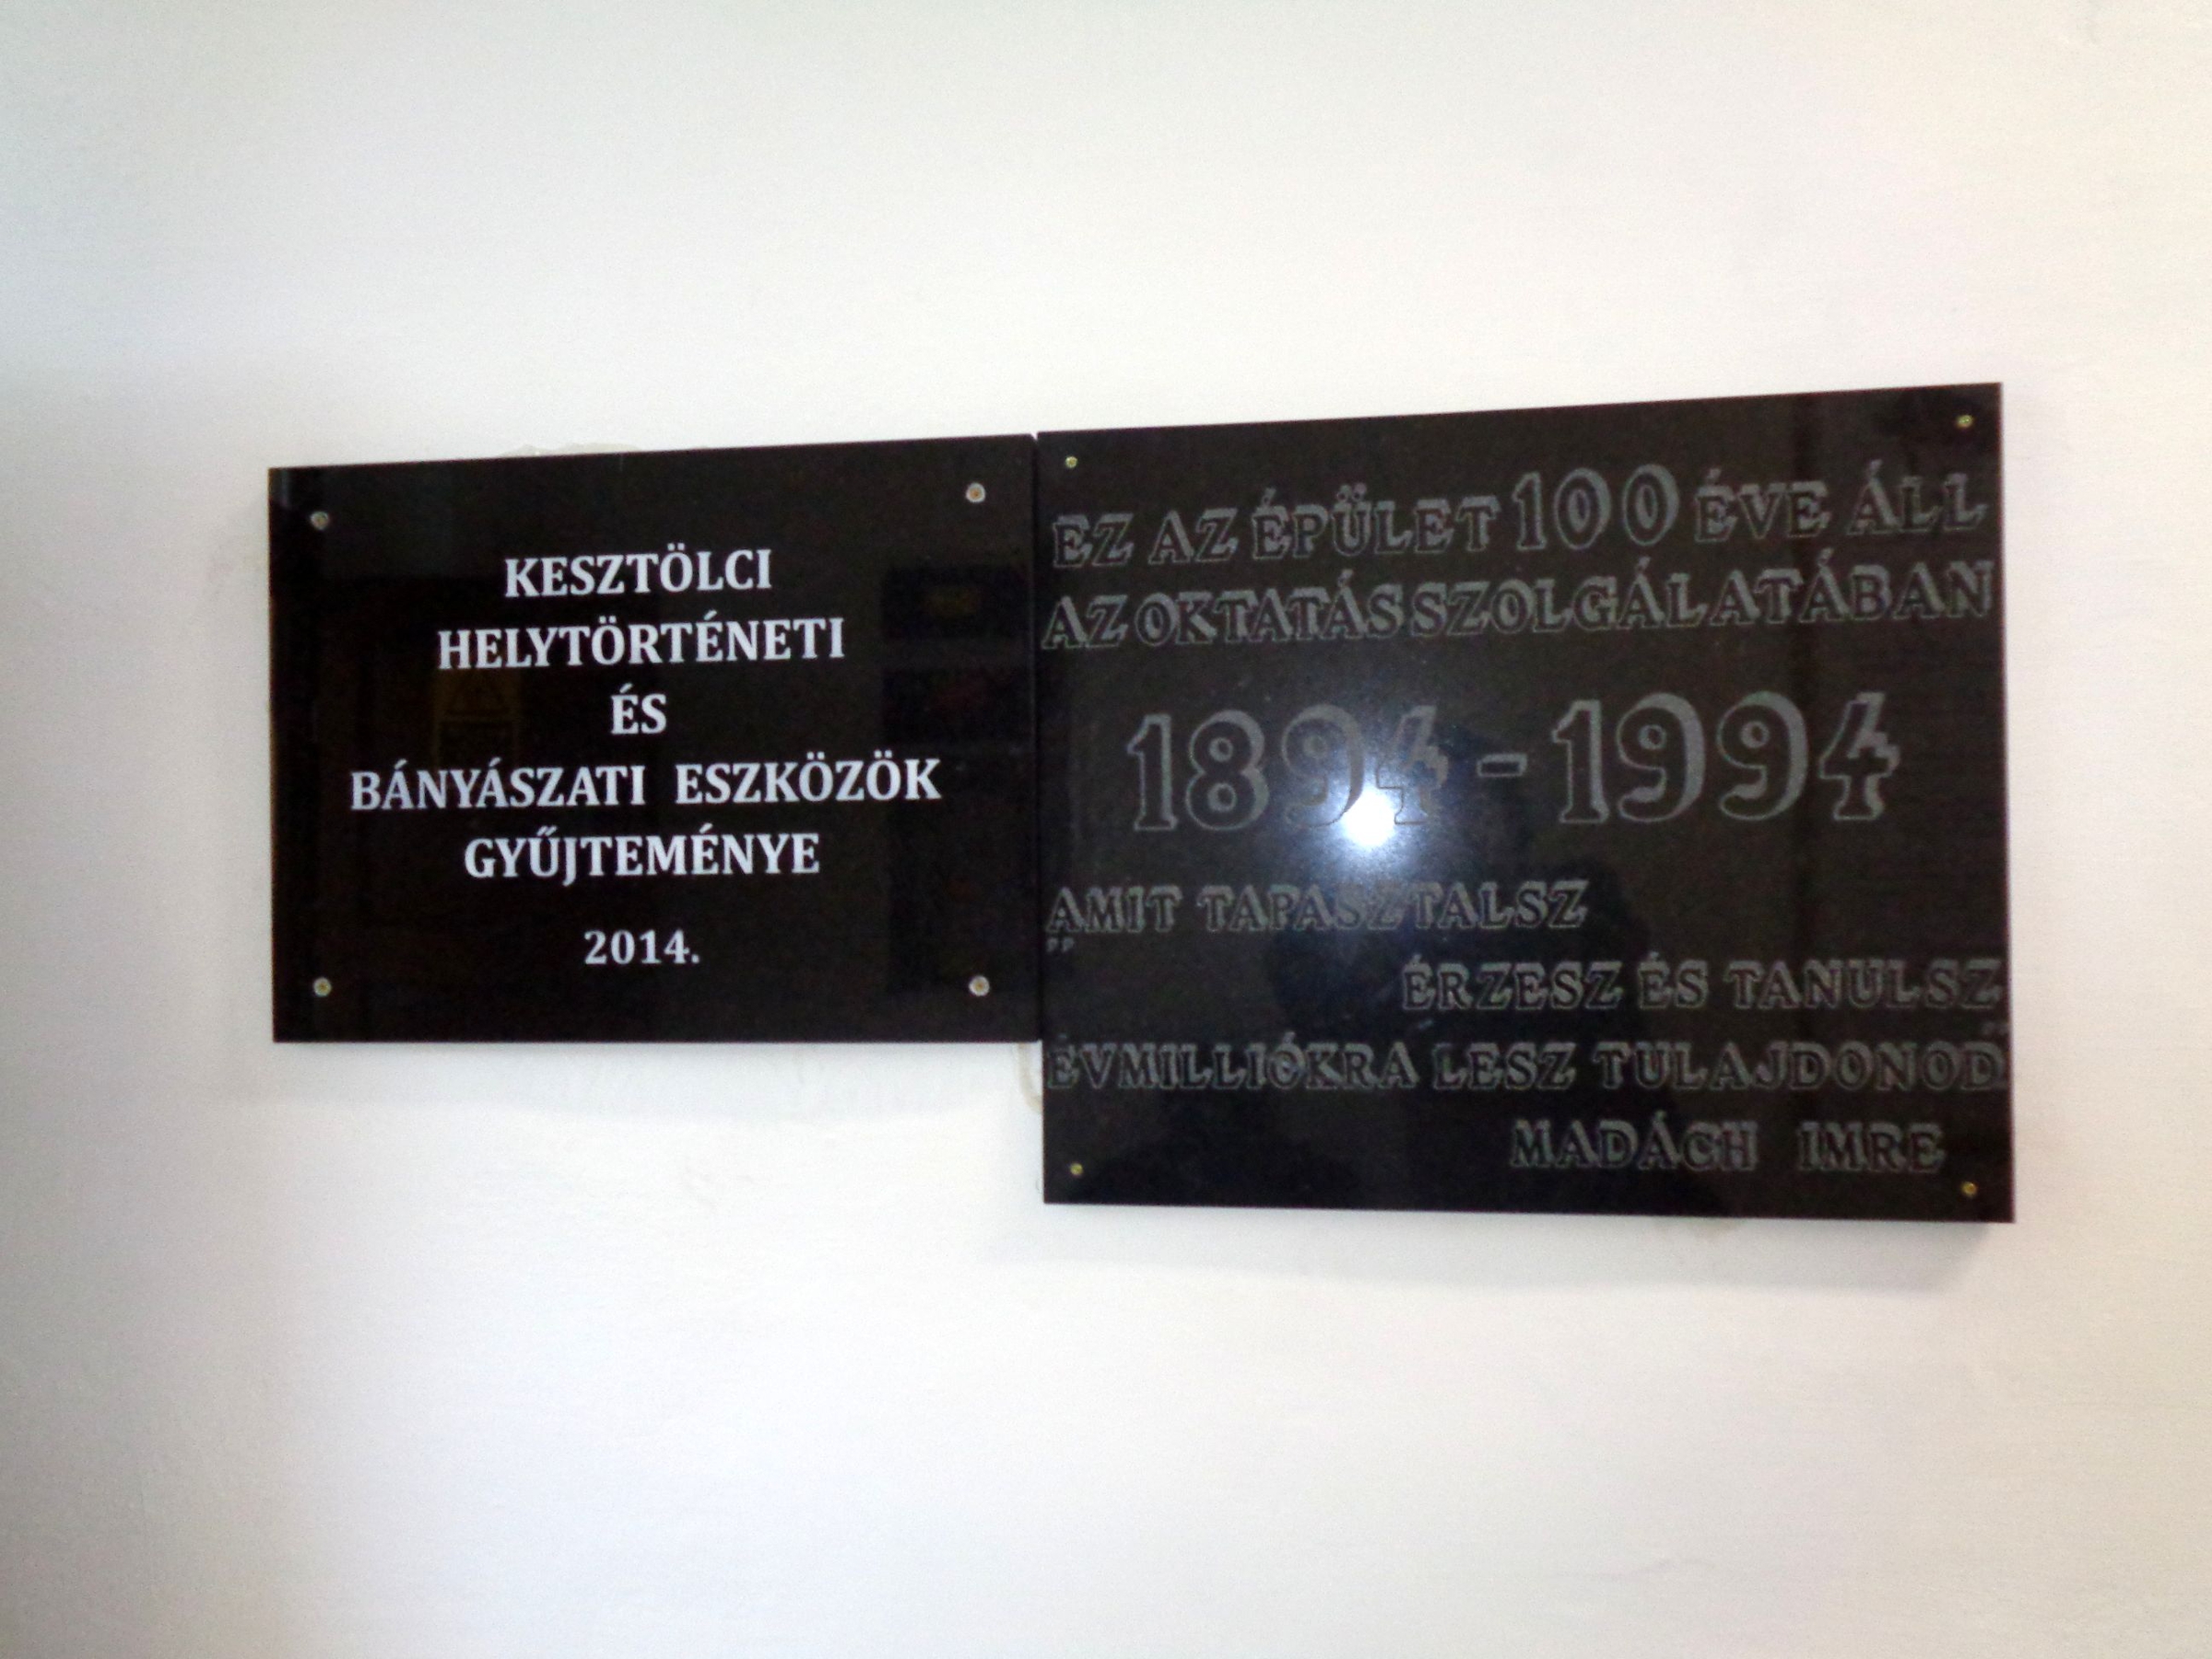 KESZTÖLCI
HELYTÖRTÉNETI
ÉS
BÁNYÁSZATI ESZKÖZÖK
GYŰJTEMÉNYE
2014.
EZ AZ ÉPÜLET 100 ÉVE ÁLL
AZ OKTATÁS SZOLGÁLATÁBAN
1894-1994
„AMIT TAPASZTALSZ
ÉRZESZ ÉS TANULSZ
ÉVMILLIÓKRA LESZ TULAJDONOD”
MADÁCH IMRE